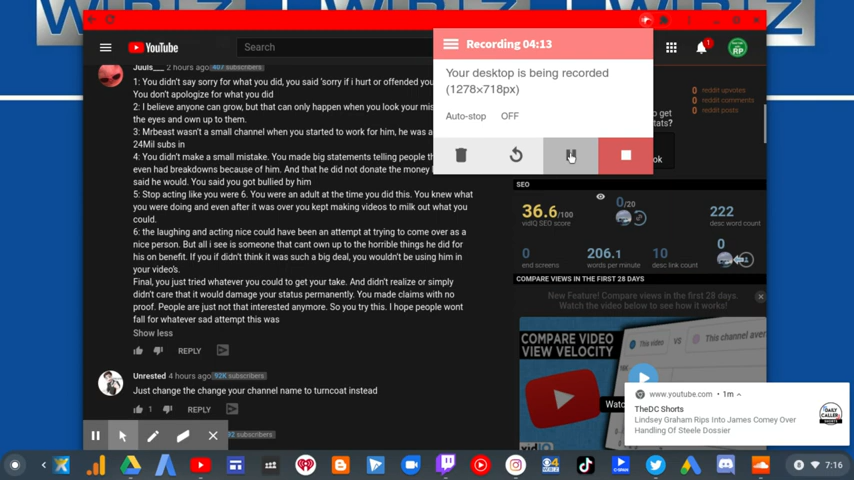 WBIZ
WBIZ
YouTube
Search
1
RP
Recording 04:13
Your desktop is being recorded
(1278×718px)
Auto-stop OFF
Juuls___ 2 hours ago 407 subscribers
1: You didn't say sorry for what you did, you said 'sorry if i hurt or offended you
You don't apologize for what you did
2: I believe anyone can grow, but that can only happen when you look your mis
the eyes and own up to them.
3: Mrbeast wasn't a small channel when you started to work for him, he was a
24Mil subs in
4: You didn't make a small mistake. You made big statements telling people th
even had breakdowns because of him. And that he did not donate the money
said he would. You said you got bullied by him
5: Stop acting like you were 6. You were an adult at the time you did this. You knew
what you were doing and even after it was over you kept making videos to milk out what you
could.
6: the laughing and acting nice could have been an attempt at trying to come over as a
nice person. But all i see is someone that cant own up to the horrible things he did for
his on benefit. If you if didn't think it was such a big deal, you wouldn't be using him in
your video's.
Final, you just tried whatever you could to get your take. And didn't realize or simply
didn't care that it would damage your status permanently. You made claims with no
proof. People are just not that interested anymore. So you try this. I hope people wont
fall for whatever sad attempt this was
Show less
REPLY
Unrested 4 hours ago 92K subscribers
Just change the change your channel name to turncoat instead
1 REPLY
subscribers
0 reddit upvotes
0 reddit comments
0 reddit points
get
tats?
ok
SEO
36.6/100
vidIQ SEO score
0/20
222
desc word count
0
end screens
206.1
words per minute
10
desc link count
0
COMPARE VIEWS IN THE FIRST 28 DAYS
New Feature! Compare views in the first 28 days.
Watch the video below to see how it works!
COMPARE VIDEO
VIEW VELOCITY
This video
VS
This channel aver
Watc
vidIQ
www.youtube.com • 1m
TheDC Shorts
Lindsey Graham Rips Into James Comey Over
Handling Of Steele Dossier
DAILY CALLER
7:16